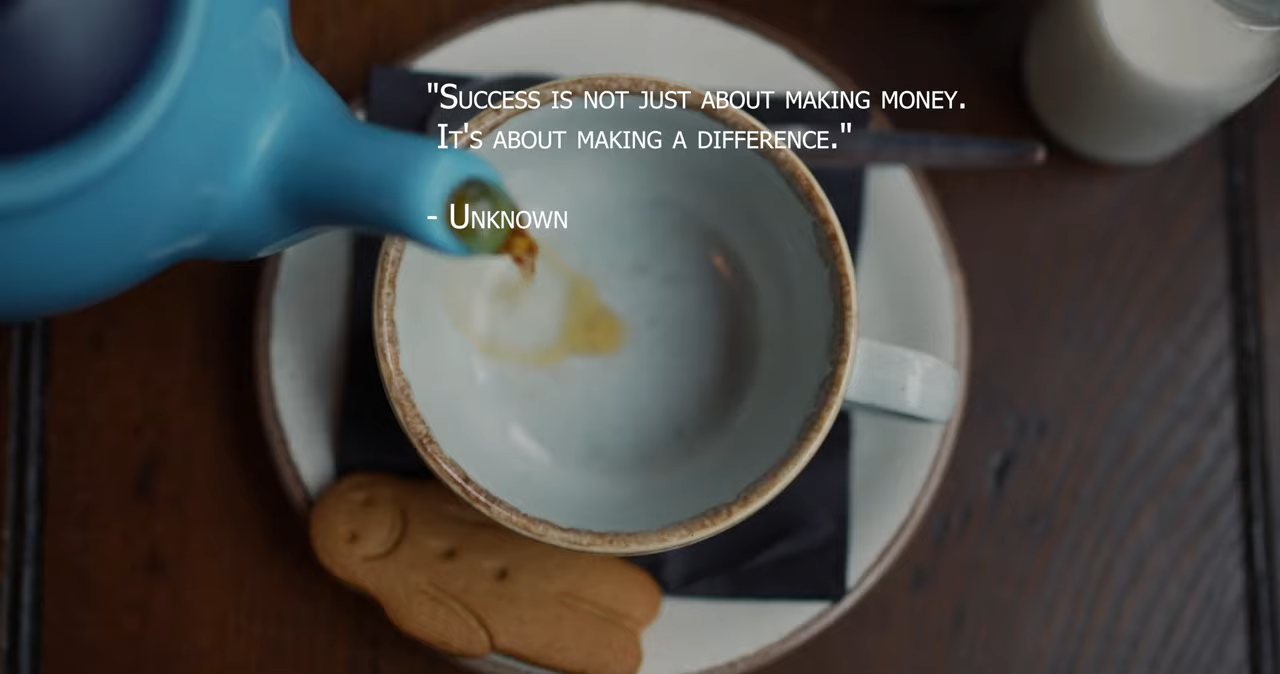 "Success is not just about making money.
It's about making a difference."
- Unknown